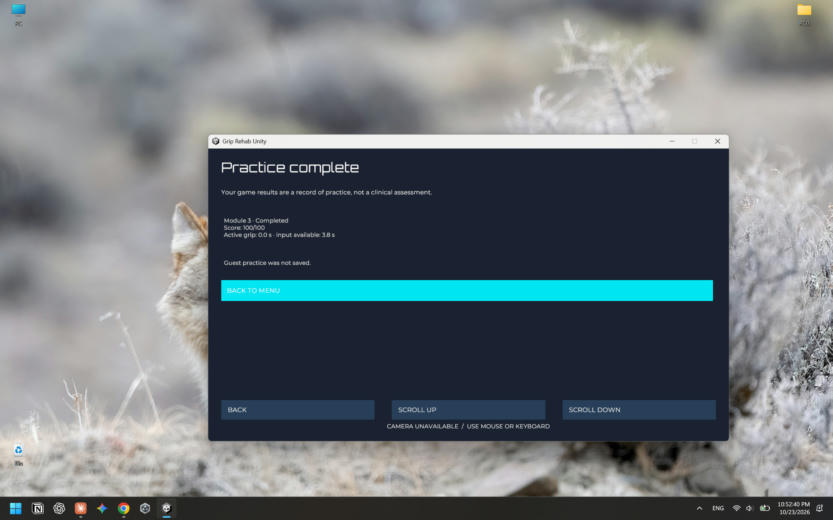 PC
Grip Rehab Unity
Practice complete
Your game results are a record of practice, not a clinical assessment.
Module 3 · Completed
Score: 100/100
Active grip: 0.0 s · Input available: 3.8 s
Guest practice was not saved.
BACK TO MENU
BACK
SCROLL UP
SCROLL DOWN
CAMERA UNAVAILABLE / USE MOUSE OR KEYBOARD
ENG
10:52:40 PM
10/23/2026